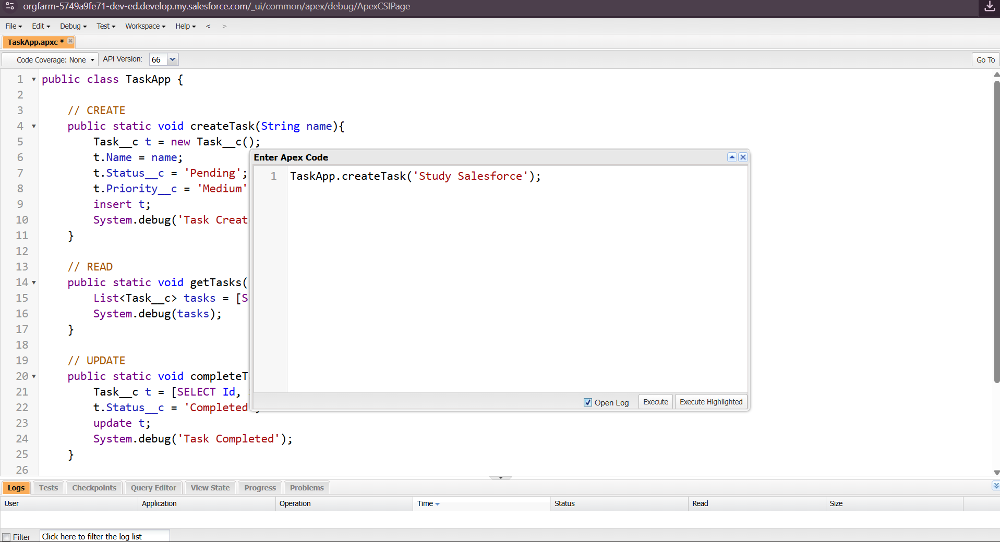 orgfarm-5749a9fe71-dev-ed.develop.my.salesforce.com/_ui/common/apex/debug/ApexCSIPage
File Edit Debug Test Workspace Help < >
TaskApp.apxc *
Code Coverage: None API Version: 66 Go To
1 public class TaskApp {
2
3 // CREATE
4 public static void createTask(String name){
5 Task__c t = new Task__c();
6 t.Name = name;
7 t.Status__c = 'Pending';
8 t.Priority__c = 'Medium'
9 insert t;
10 System.debug('Task Creat
11 }
12
13 // READ
14 public static void getTasks(
15 List<Task__c> tasks = [S
16 System.debug(tasks);
17 }
18
19 // UPDATE
20 public static void completeT
21 Task__c t = [SELECT Id,
22 t.Status__c = 'Completed
23 update t;
24 System.debug('Task Completed');
25 }
26
Enter Apex Code
1 TaskApp.createTask('Study Salesforce');
Open Log Execute Execute Highlighted
Logs Tests Checkpoints Query Editor View State Progress Problems
User Application Operation Time Status Read Size
Filter Click here to filter the log list